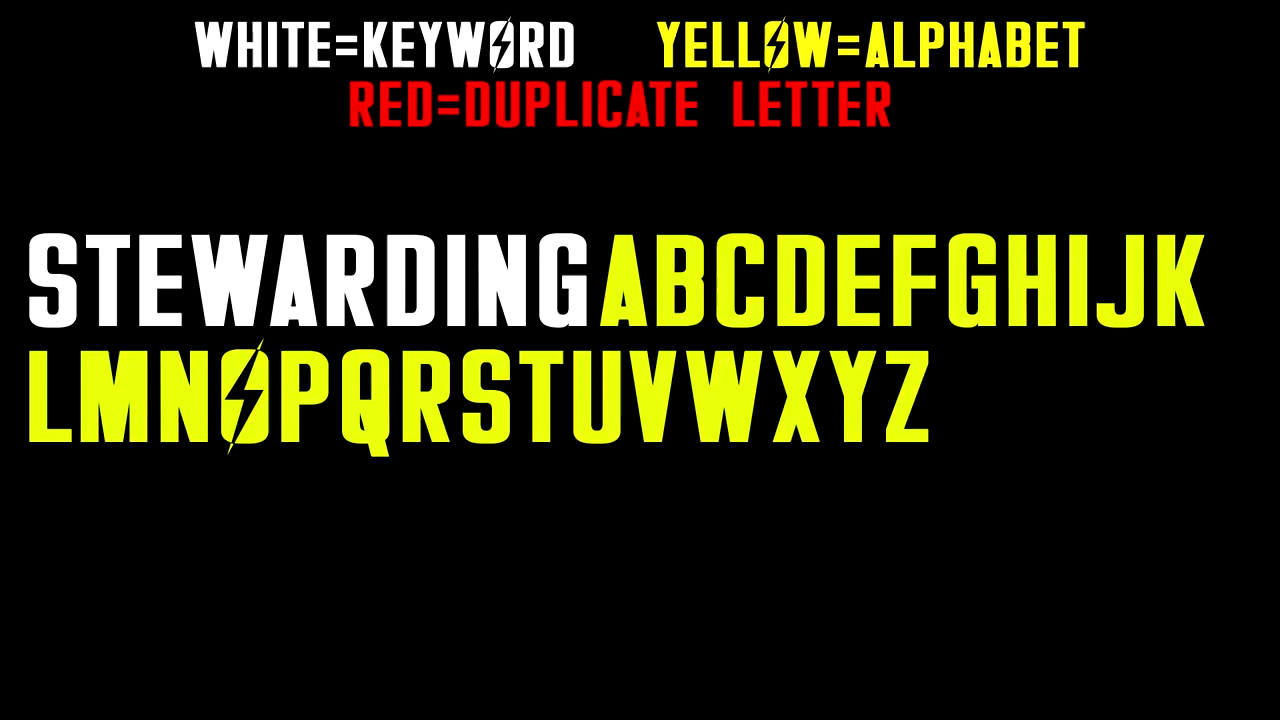 WHITE=KEYWORD YELLOW=ALPHABET
RED=DUPLICATE LETTER
STEWARDINGABCDEFGHIJK
LMNOPQRSTUVWXYZ